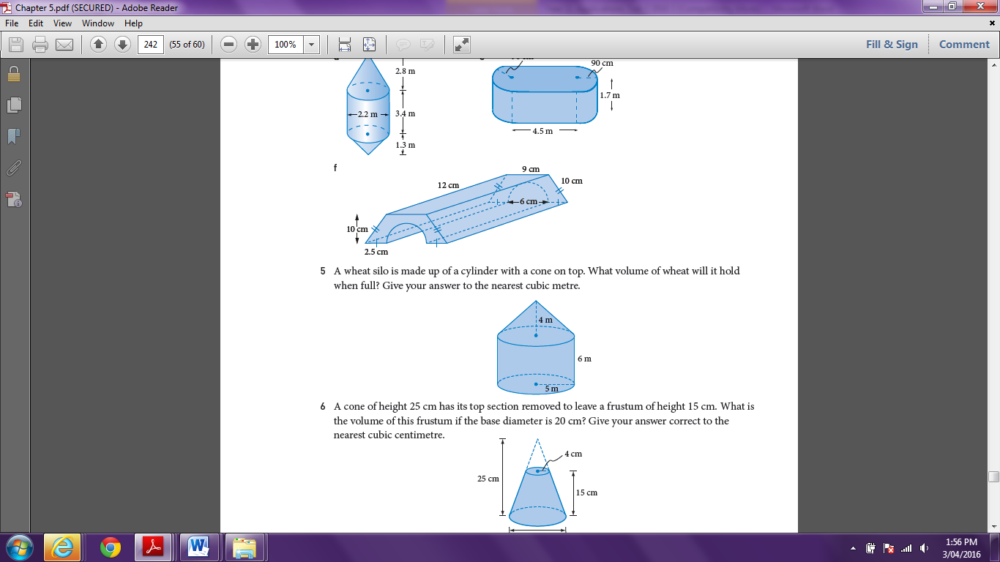 Chapter 5.pdf (SECURED) - Adobe Reader
File Edit View Window Help
242 (55 of 60) 100% Fill & Sign Comment
2.8 m
2.2 m
3.4 m
1.3 m
90 cm
1.7 m
4.5 m
f
9 cm
12 cm
10 cm
6 cm
10 cm
2.5 cm
5 A wheat silo is made up of a cylinder with a cone on top. What volume of wheat will it hold
when full? Give your answer to the nearest cubic metre.
4 m
6 m
5 m
6 A cone of height 25 cm has its top section removed to leave a frustum of height 15 cm. What is
the volume of this frustum if the base diameter is 20 cm? Give your answer correct to the
nearest cubic centimetre.
4 cm
25 cm
15 cm
1:56 PM
3/04/2016